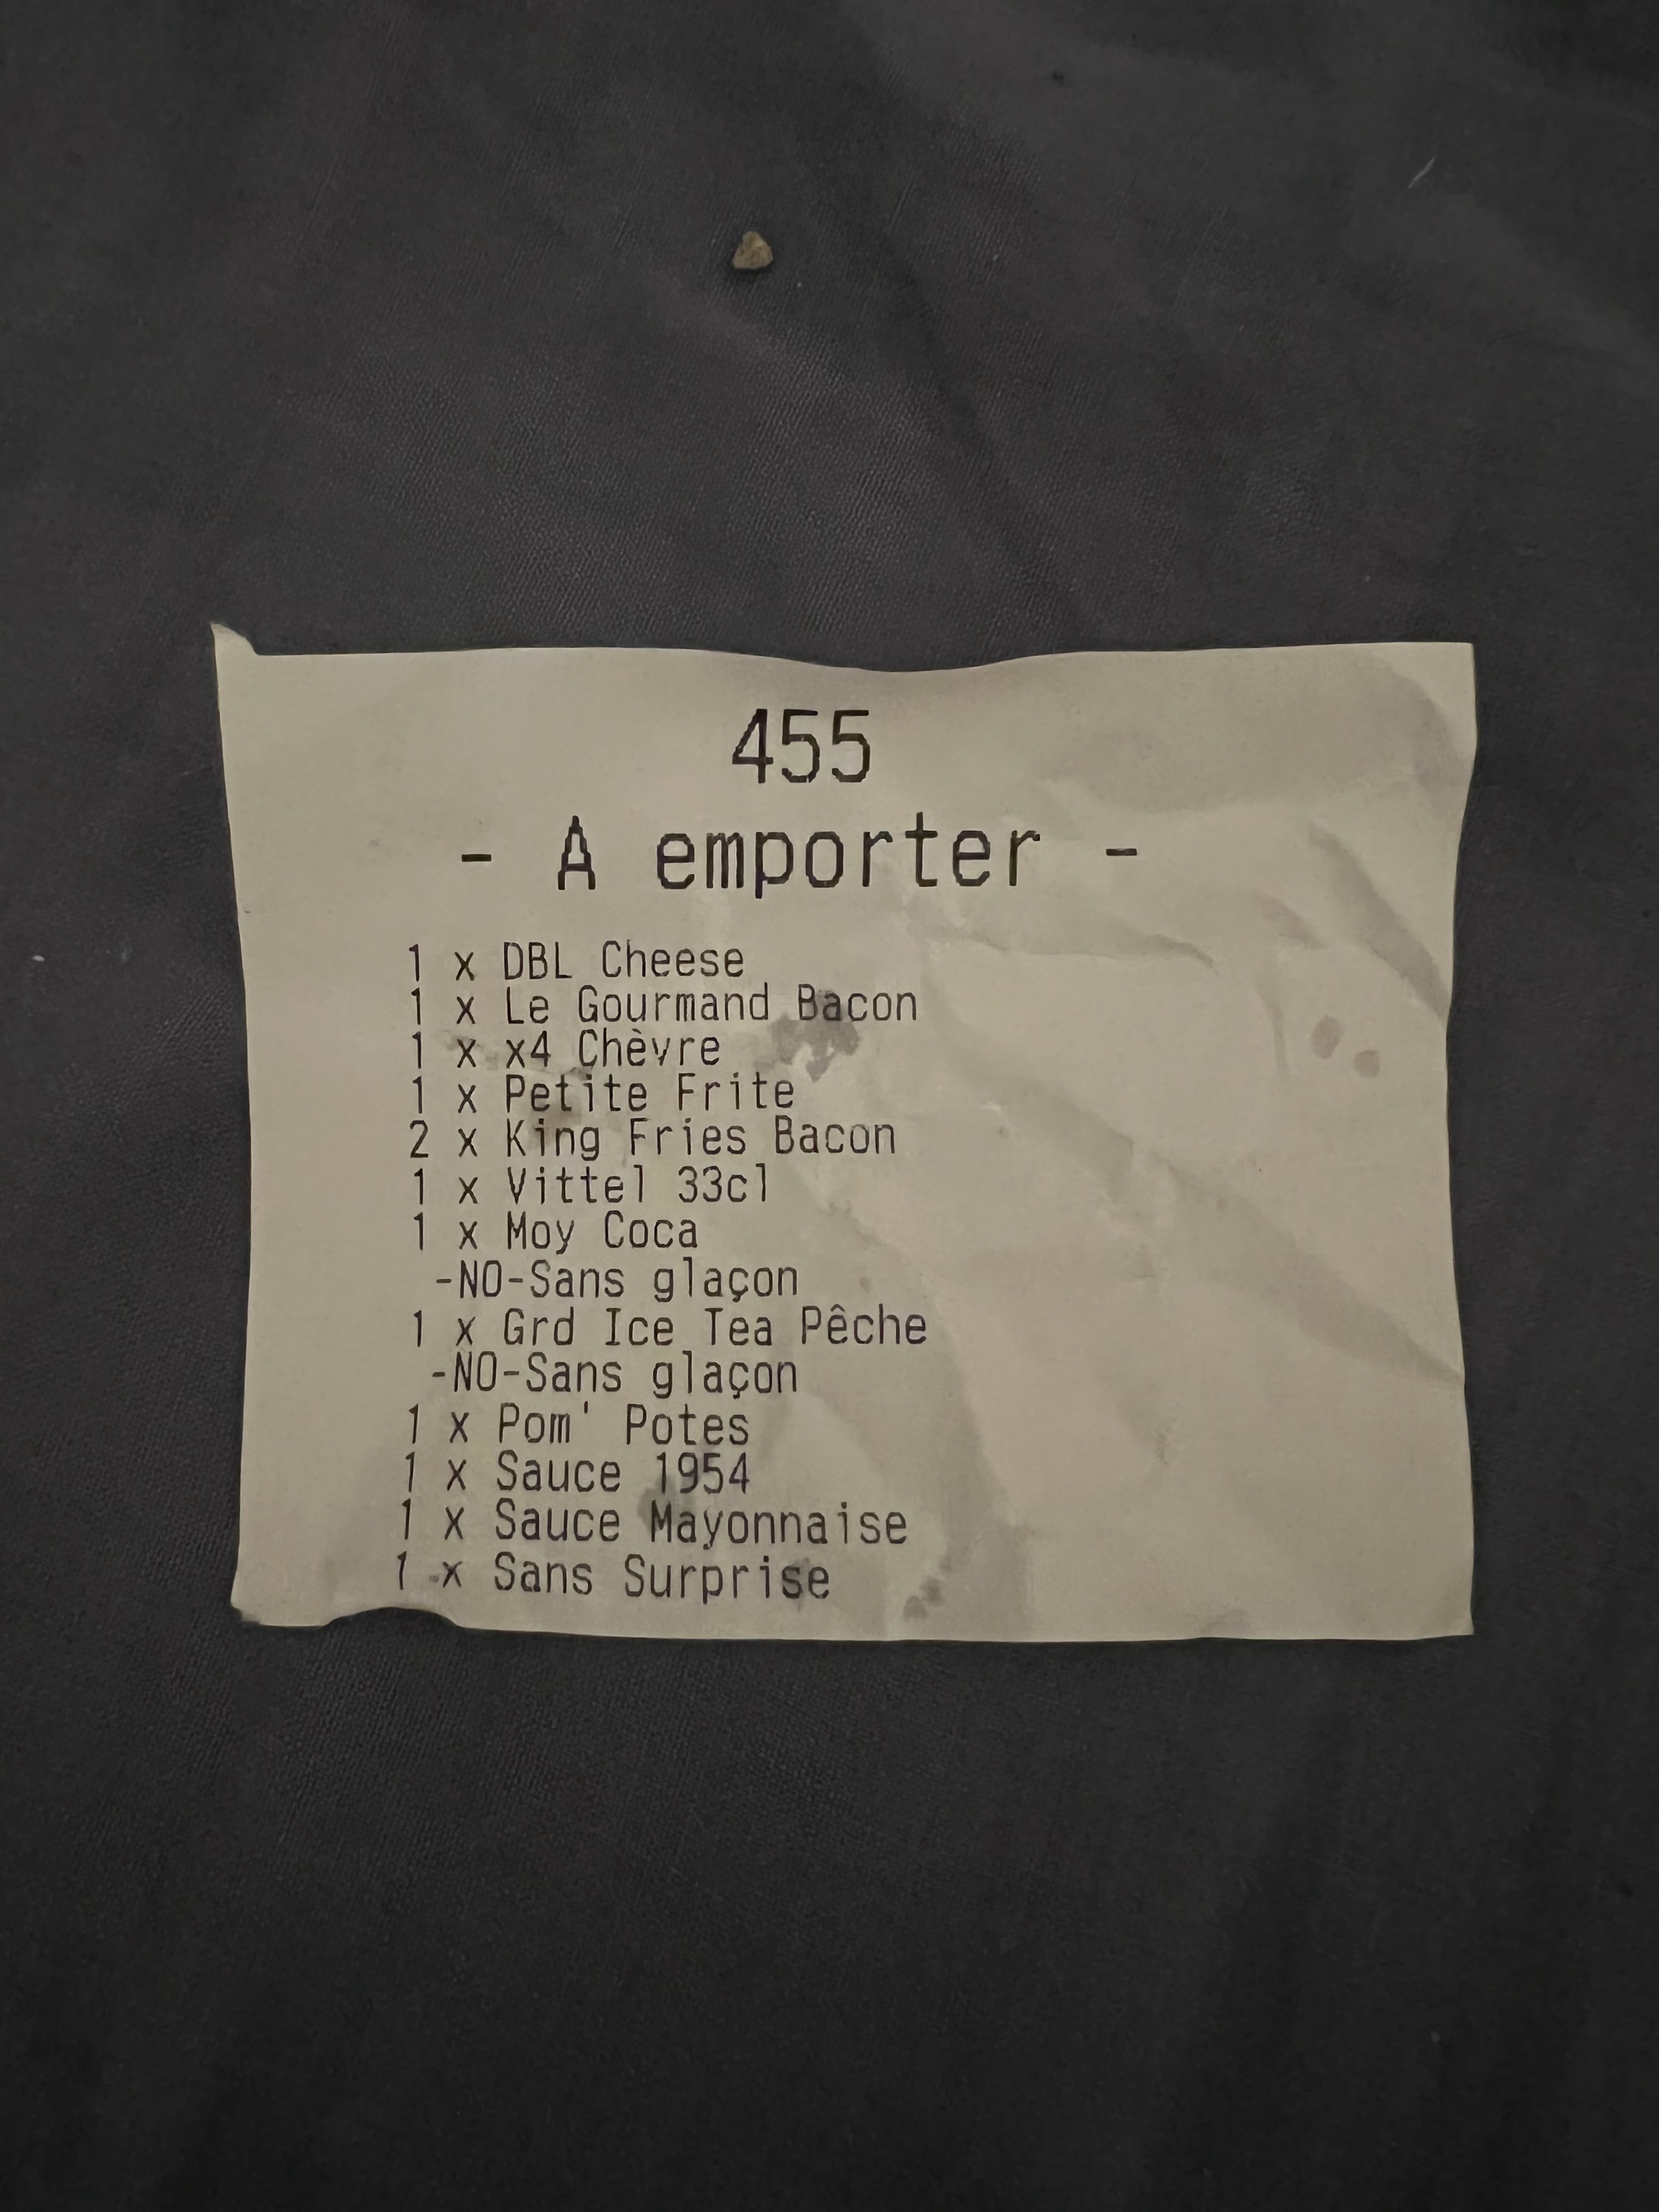 455
- A emporter -
1 x DBL Cheese
1 x Le Gourmand Bacon
1 x x4 Chèvre
1 x Petite Frite
2 x King Fries Bacon
1 x Vittel 33cl
1 x Moy Coca
-NO-Sans glaçon
1 x Grd Ice Tea Pêche
-NO-Sans glaçon
1 x Pom' Potes
1 x Sauce 1954
1 x Sauce Mayonnaise
1 x Sans Surprise